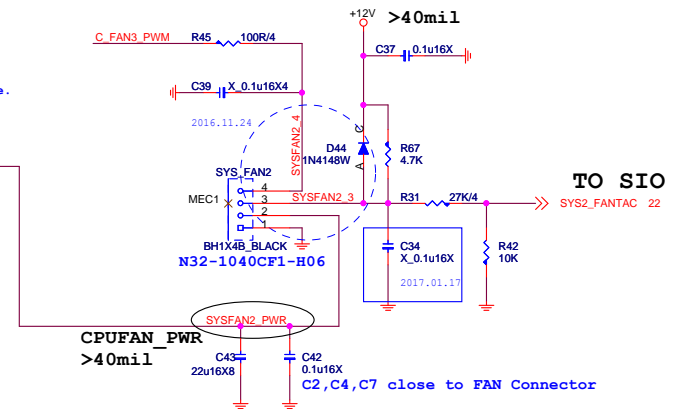 +12V >40mil
C_FAN3_PWM R45 100R/4
C37 0.1u16X
e.
C39 X_0.1u16X4
2016.11.24
SYSFAN2_4
D44
1N4148W
C
A
R67
4.7K
SYS_FAN2
MEC1
4
3
2
1
SYSFAN2_3
R31 27K/4
TO SIO
SYS2_FANTAC 22
BH1X4B_BLACK
N32-1040CF1-H06
C34
X_0.1u16X
2017.01.17
R42
10K
SYSFAN2_PWR
CPUFAN_PWR
>40mil
C43
22u16X8
C42
0.1u16X
C2,C4,C7 close to FAN Connector